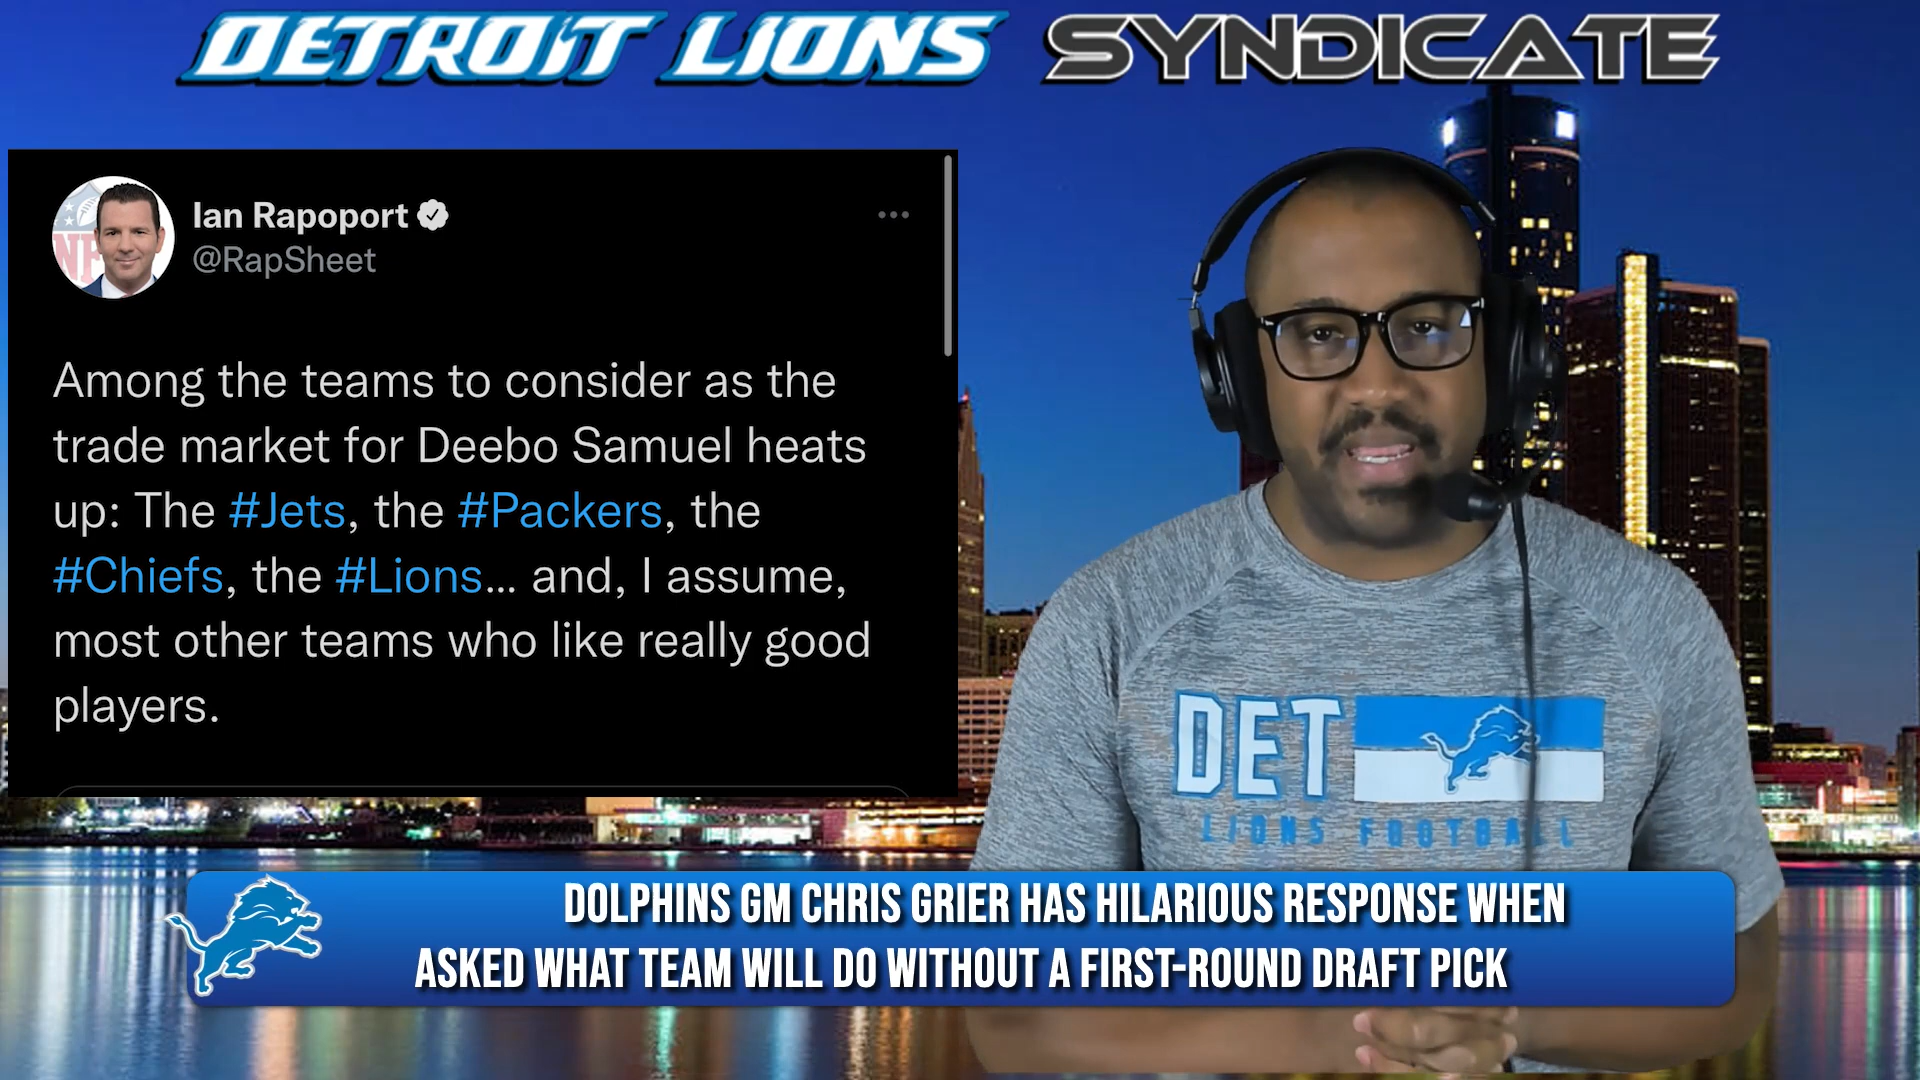 DETROIT LIONS SYNDICATE
Ian Rapoport
@RapSheet
Among the teams to consider as the
trade market for Deebo Samuel heats
up: The #Jets, the #Packers, the
#Chiefs, the #Lions... and, I assume,
most other teams who like really good
players.
DET
LIONS FOOTBALL
DOLPHINS GM CHRIS GRIER HAS HILARIOUS RESPONSE WHEN
ASKED WHAT TEAM WILL DO WITHOUT A FIRST-ROUND DRAFT PICK